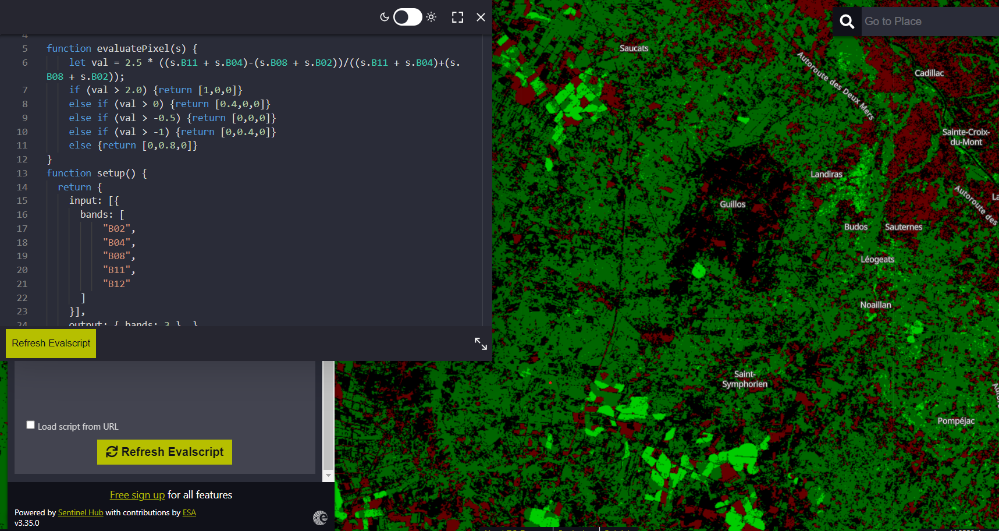 4
5 function evaluatePixel(s) {
6 let val = 2.5 * ((s.B11 + s.B04)-(s.B08 + s.B02))/((s.B11 + s.B04)+(s.
B08 + s.B02));
7 if (val > 2.0) {return [1,0,0]}
8 else if (val > 0) {return [0.4,0,0]}
9 else if (val > -0.5) {return [0,0,0]}
10 else if (val > -1) {return [0,0.4,0]}
11 else {return [0,0.8,0]}
12 }
13 function setup() {
14 return {
15 input: [{
16 bands: [
17 "B02",
18 "B04",
19 "B08",
20 "B11",
21 "B12"
22 ]
23 }],
24 output: { bands: 3 } }
Refresh Evalscript
Load script from URL
Refresh Evalscript
Free sign up for all features
Powered by Sentinel Hub with contributions by ESA
v3.35.0
Go to Place
Saucats
Autoroute des Deux Mers
Cadillac
Sainte-Croix-
du-Mont
Landiras
Autoroute des
La
Guillos
Budos
Sauternes
Léogeats
Noaillan
Saint-
Symphorien
Pompéjac